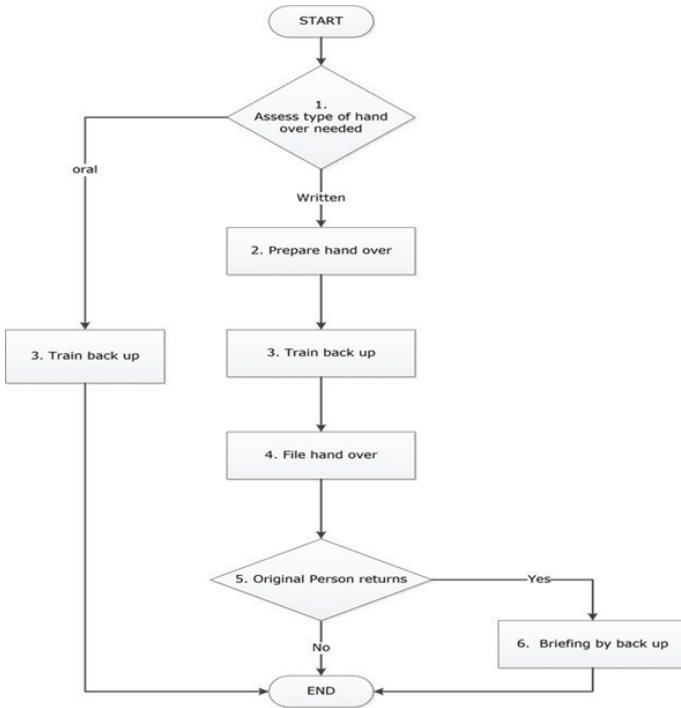 START
1.
Assess type of hand
over needed
oral
Written
2. Prepare hand over
3. Train back up
3. Train back up
4. File hand over
5. Original Person returns
Yes
No
6. Briefing by back up
END